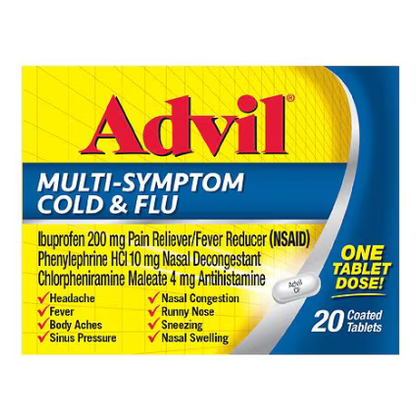 Advil®
MULTI-SYMPTOM
COLD & FLU
Ibuprofen 200 mg Pain Reliever/Fever Reducer (NSAID)
Phenylephrine HCl 10 mg Nasal Decongestant
Chlorpheniramine Maleate 4 mg Antihistamine
✓Headache
✓Fever
✓Body Aches
✓Sinus Pressure
✓Nasal Congestion
✓Runny Nose
✓Sneezing
✓Nasal Swelling
Advil
ONE
TABLET
DOSE!
20 Coated
Tablets